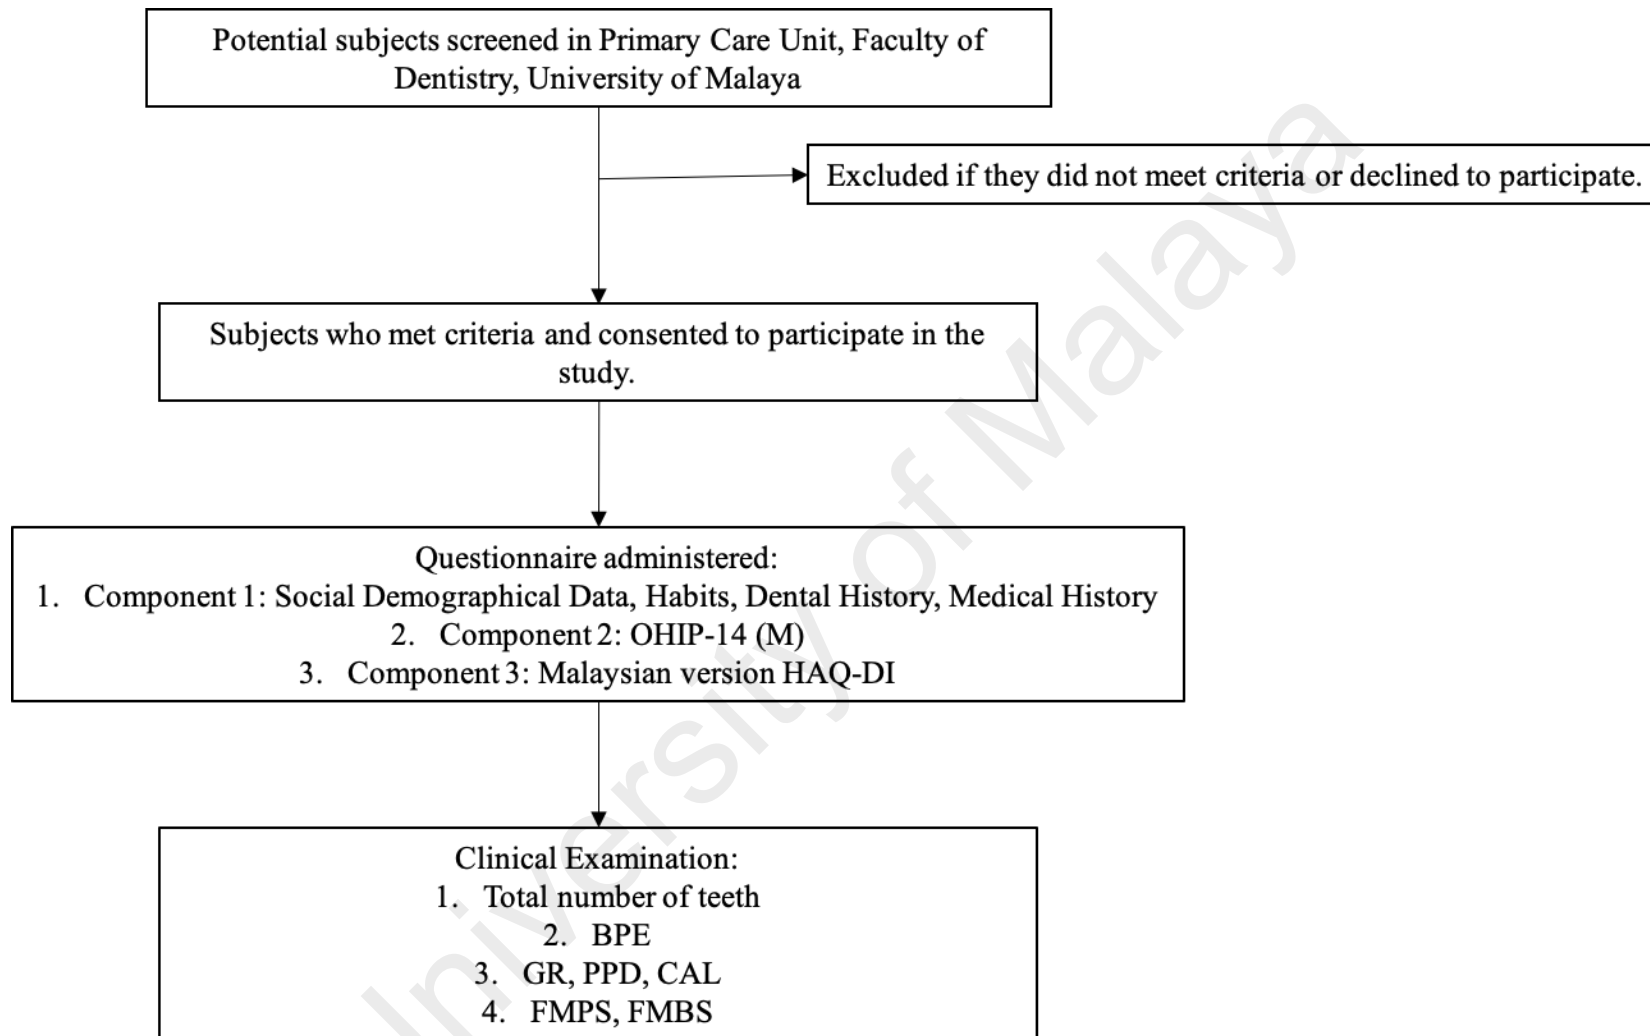 Potential subjects screened in Primary Care Unit, Faculty of
Dentistry, University of Malaya
Excluded if they did not meet criteria or declined to participate.
Subjects who met criteria and consented to participate in the
study.
Questionnaire administered:
1. Component 1: Social Demographical Data, Habits, Dental History, Medical History
2. Component 2: OHIP-14 (M)
3. Component 3: Malaysian version HAQ-DI
Clinical Examination:
1. Total number of teeth
2. BPE
3. GR, PPD, CAL
4. FMPS, FMBS
University of Malaya